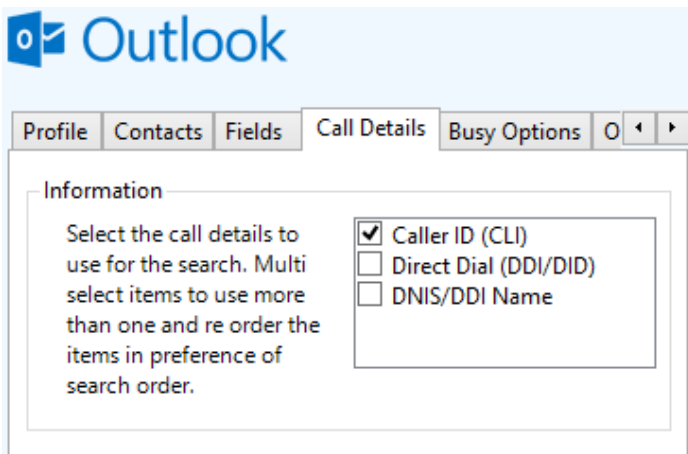 Outlook
Profile Contacts Fields Call Details Busy Options O
Information
Select the call details to
use for the search. Multi
select items to use more
than one and re order the
items in preference of
search order.
Caller ID (CLI)
Direct Dial (DDI/DID)
DNIS/DDI Name